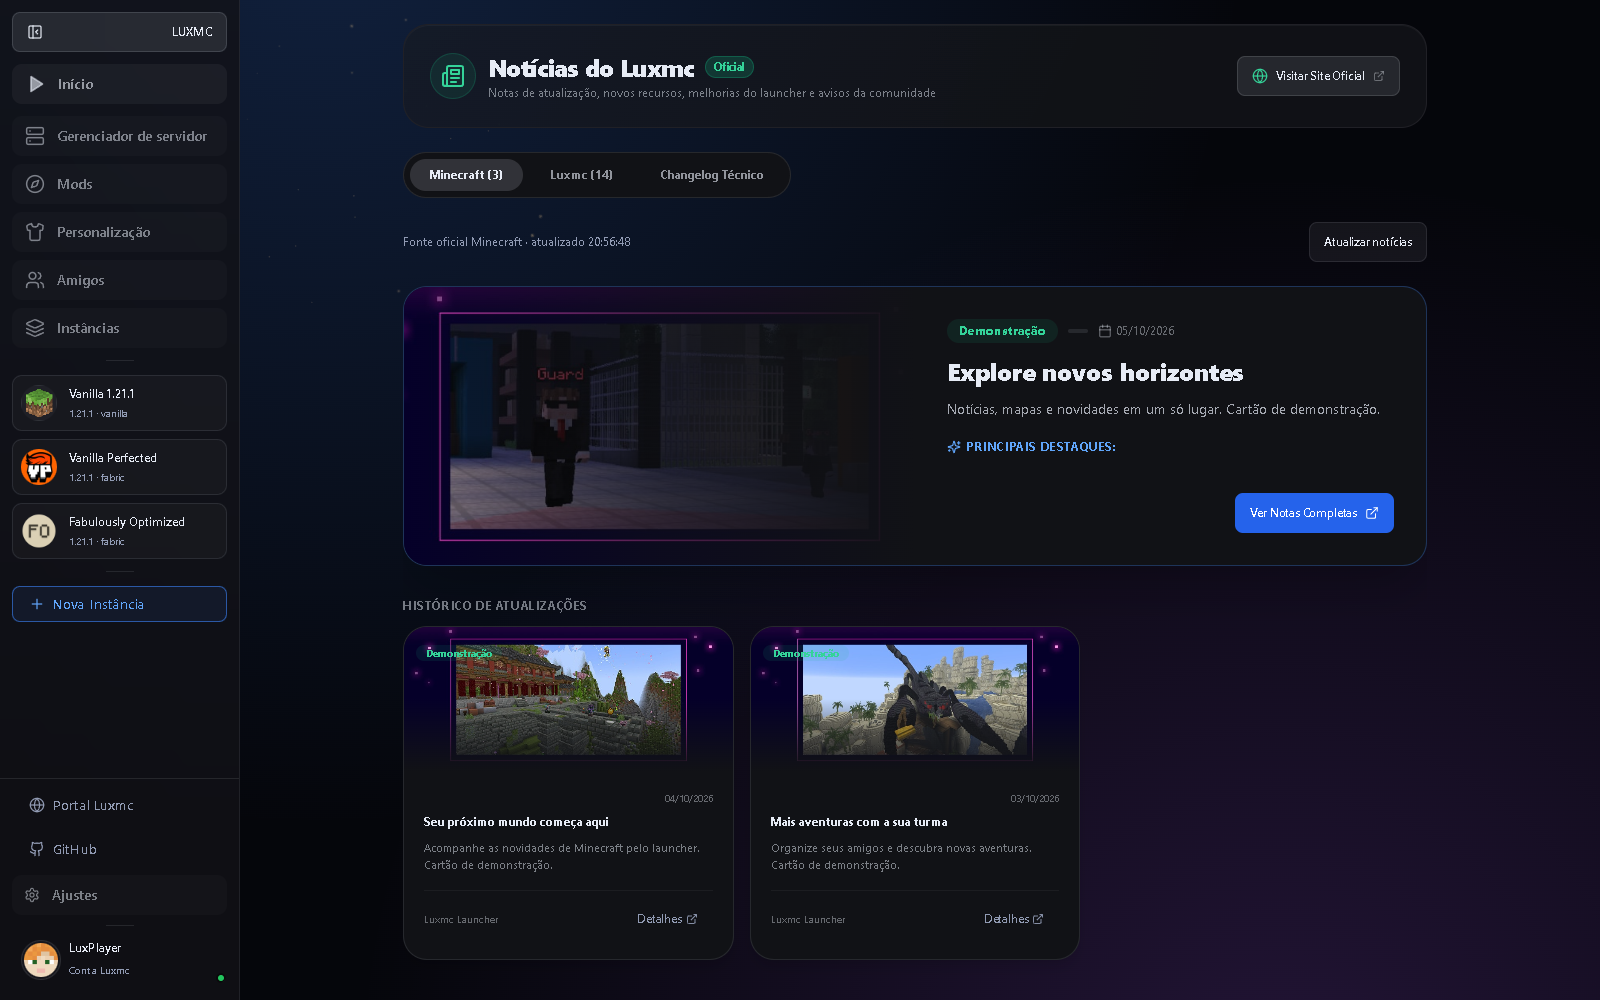 LUXMC
Início
Gerenciador de servidor
Mods
Personalização
Amigos
Instâncias
Vanilla 1.21.1
1.21.1 · vanilla
Vanilla Perfected
1.21.1 · fabric
VP
Fabulously Optimized
1.21.1 · fabric
FO
Nova Instância
Portal Luxmc
GitHub
Ajustes
LuxPlayer
Conta Luxmc
Notícias do Luxmc
Oficial
Notas de atualização, novos recursos, melhorias do launcher e avisos da comunidade
Visitar Site Oficial
Minecraft (3)
Luxmc (14)
Changelog Técnico
Fonte oficial Minecraft · atualizado 20:56:48
Atualizar notícias
Guard
Demonstração
05/10/2026
Explore novos horizontes
Notícias, mapas e novidades em um só lugar. Cartão de demonstração.
PRINCIPAIS DESTAQUES:
Ver Notas Completas
HISTÓRICO DE ATUALIZAÇÕES
Demonstração
04/10/2026
Seu próximo mundo começa aqui
Acompanhe as novidades de Minecraft pelo launcher.
Cartão de demonstração.
Luxmc Launcher
Detalhes
Demonstração
03/10/2026
Mais aventuras com a sua turma
Organize seus amigos e descubra novas aventuras.
Cartão de demonstração.
Luxmc Launcher
Detalhes